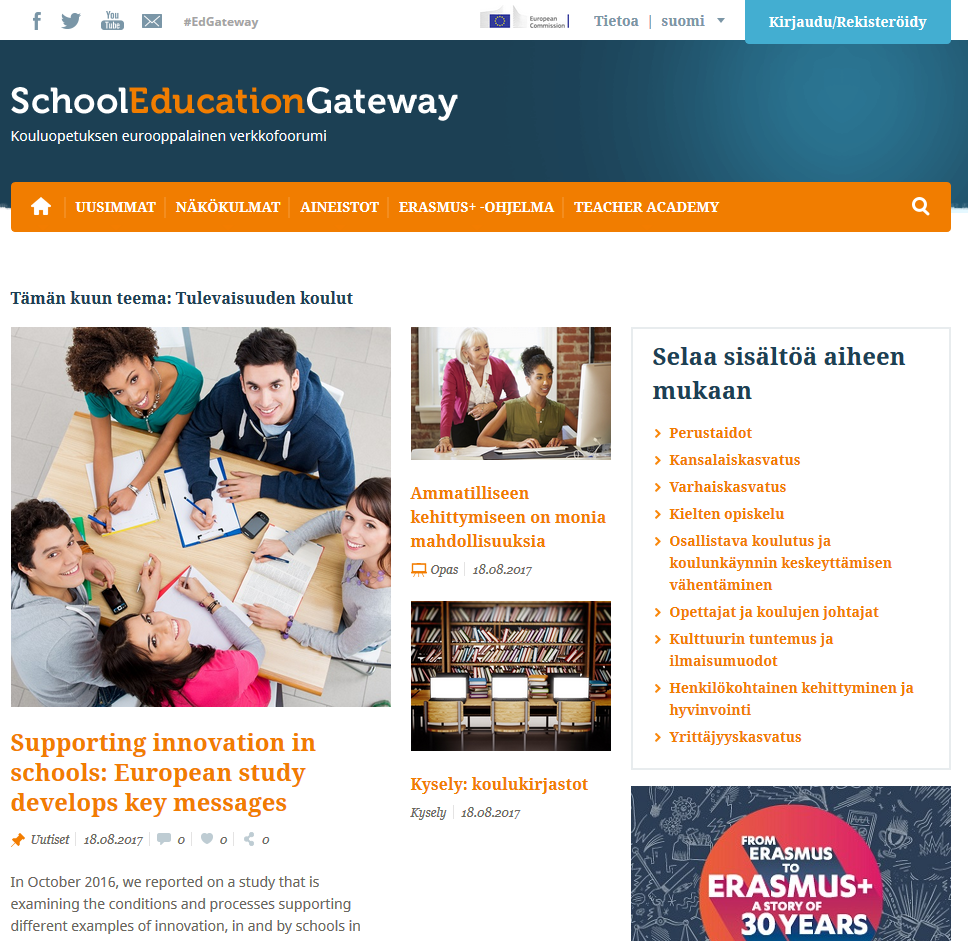 You
Tube
#EdGateway
European
Commission
Tietoa | suomi
Kirjaudu/Rekisteröidy
SchoolEducationGateway
Kouluopetuksen eurooppalainen verkkofoorumi
UUSIMMAT
NÄKÖKULMAT
AINEISTOT
ERASMUS+ -OHJELMA
TEACHER ACADEMY
Tämän kuun teema: Tulevaisuuden koulut
Supporting innovation in
schools: European study
develops key messages
Uutiset 18.08.2017 0 0 0
In October 2016, we reported on a study that is
examining the conditions and processes supporting
different examples of innovation, in and by schools in
Ammatilliseen
kehittymiseen on monia
mahdollisuuksia
Opas 18.08.2017
Kysely: koulukirjastot
Kysely 18.08.2017
Selaa sisältöä aiheen
mukaan
Perustaidot
Kansalaiskasvatus
Varhaiskasvatus
Kielten opiskelu
Osallistava koulutus ja
koulunkäynnin keskeyttämisen
vähentäminen
Opettajat ja koulujen johtajat
Kulttuurin tuntemus ja
ilmaisumuodot
Henkilökohtainen kehittyminen ja
hyvinvointi
Yrittäjyyskasvatus
FROM
ERASMUS
TO
ERASMUS+
A STORY OF
30 YEARS